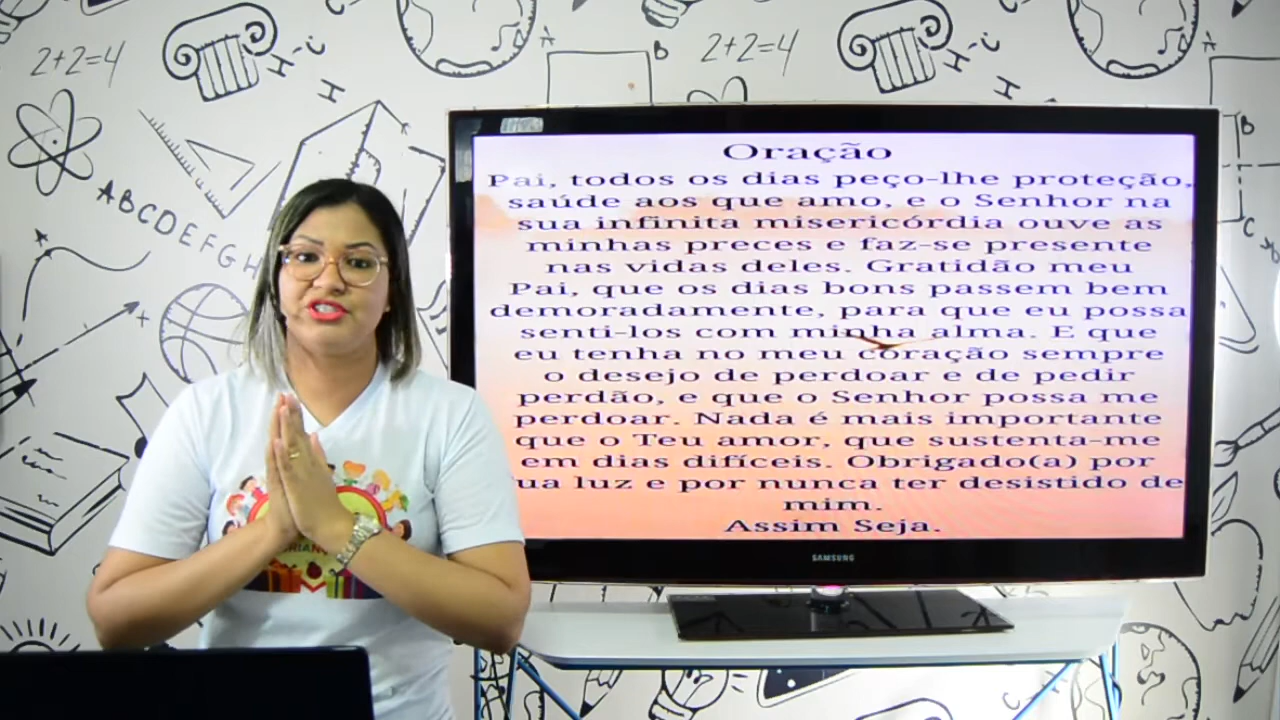 2+2=4
2+2=4
H-C
H
H-C
H
A
B
A
B
C
ABCDEFGH
x
Oração
Pai, todos os dias peço-lhe proteção,
saúde aos que amo, e o Senhor na
sua infinita misericórdia ouve as
minhas preces e faz-se presente
nas vidas deles. Gratidão meu
Pai, que os dias bons passem bem
demoradamente, para que eu possa
senti-los com minha alma. E que
eu tenha no meu coração sempre
o desejo de perdoar e de pedir
perdão, e que o Senhor possa me
perdoar. Nada é mais importante
que o Teu amor, que sustenta-me
em dias difíceis. Obrigado(a) por
ua luz e por nunca ter desistido de
mim.
Assim Seja.
SAMSUNG